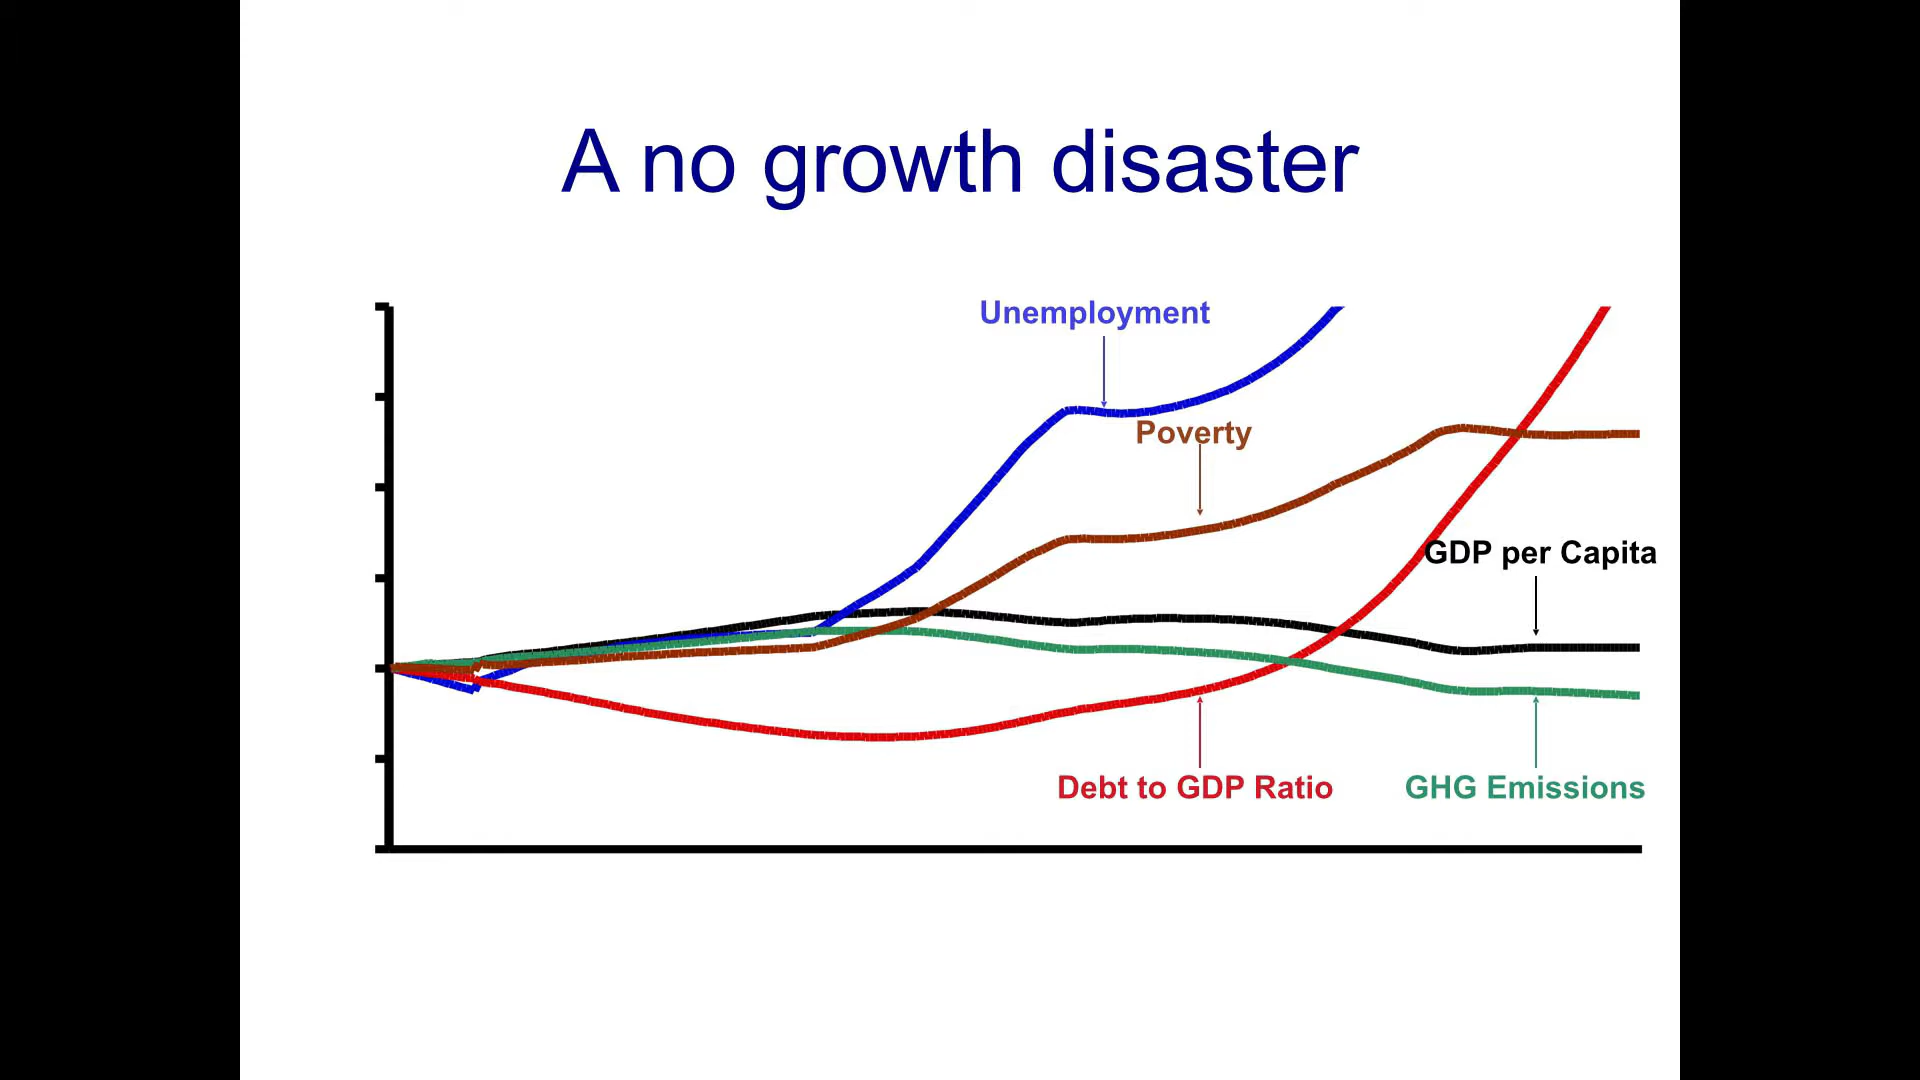 A no growth disaster
Unemployment
Poverty
GDP per Capita
Debt to GDP Ratio
GHG Emissions